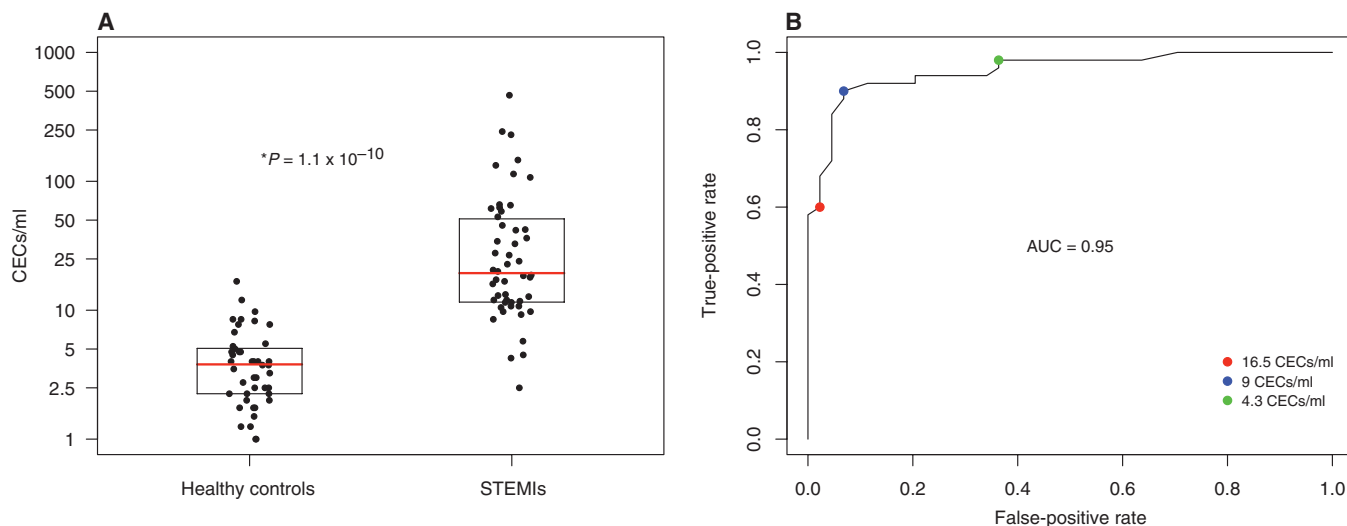 A
CECs/ml
1000
500
250
100
50
25
10
5
2.5
1
*P = 1.1 x 10⁻¹⁰
Healthy controls
STEMIs
B
True-positive rate
1.0
0.8
0.6
0.4
0.2
0.0
AUC = 0.95
16.5 CECs/ml
9 CECs/ml
4.3 CECs/ml
0.0 0.2 0.4 0.6 0.8 1.0
False-positive rate